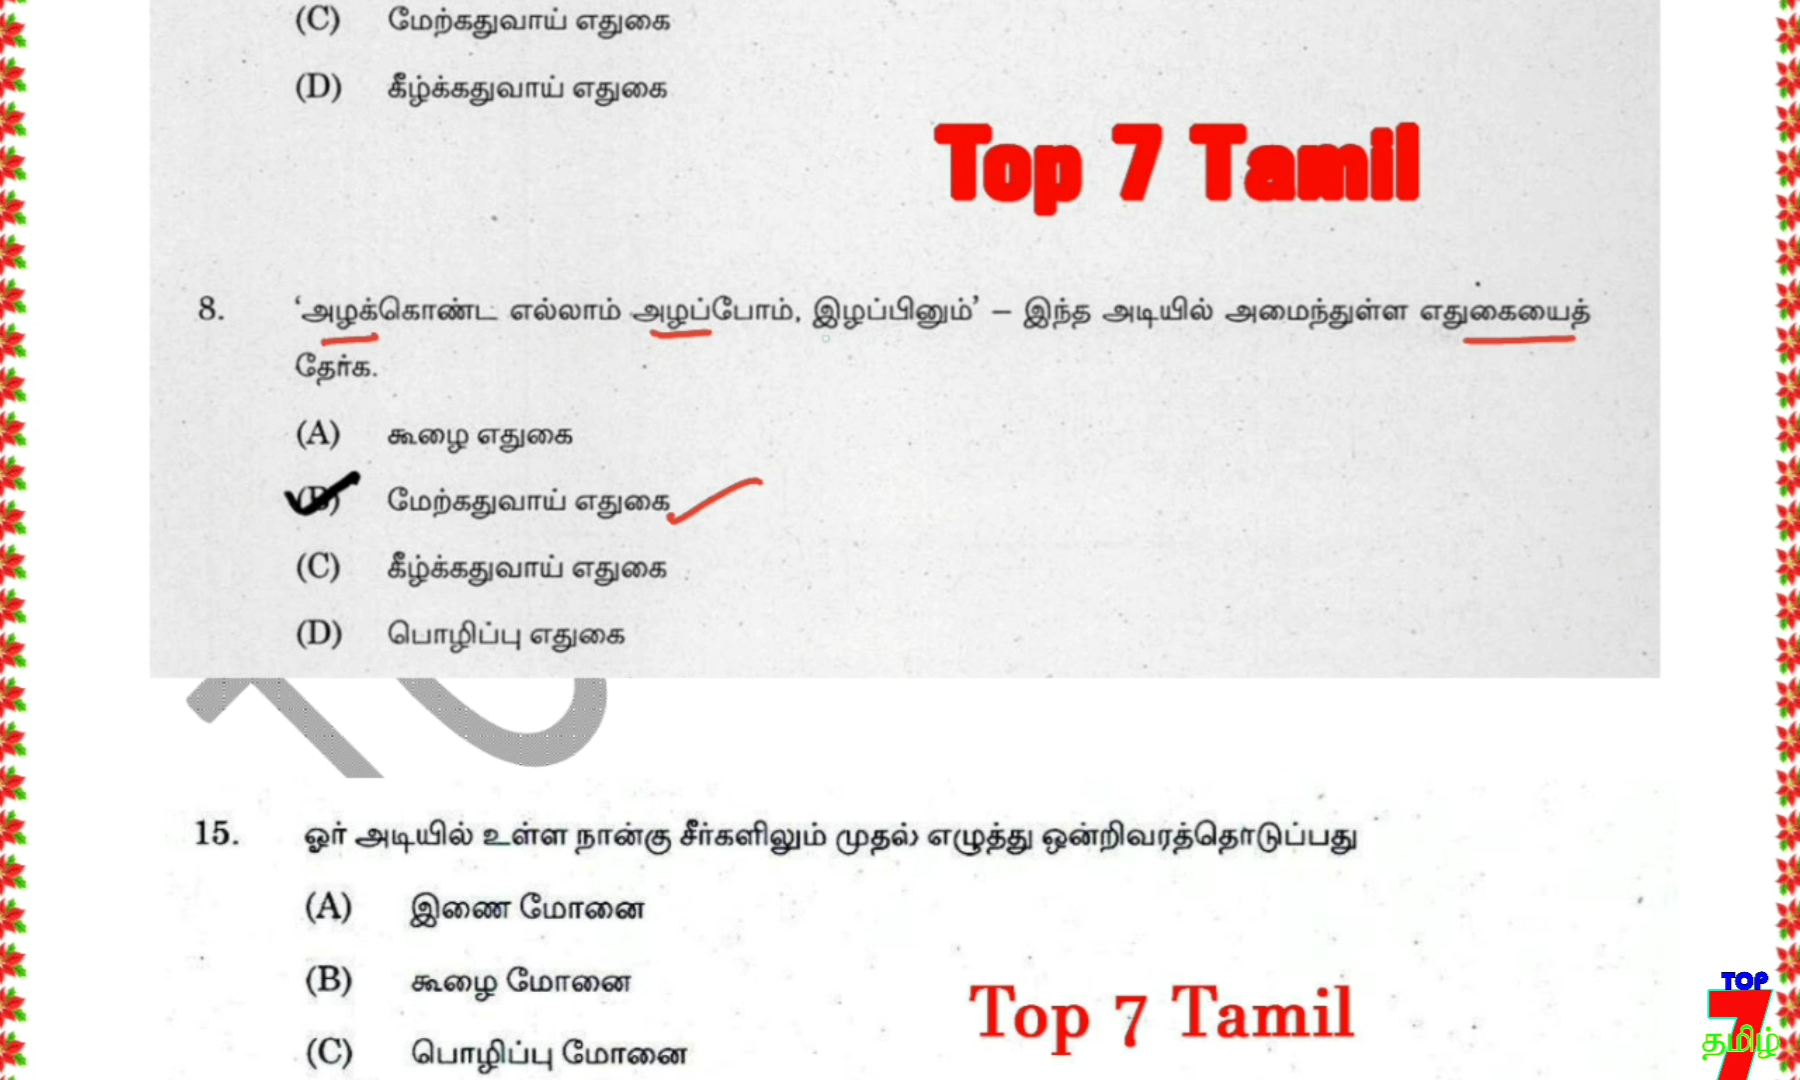 (C) மேற்கதுவாய் எதுகை
(D) கீழ்க்கதுவாய் எதுகை
Top 7 Tamil
8. ‘அழக்கொண்ட எல்லாம் அழப்போம், இழப்பினும்’ – இந்த அடியில் அமைந்துள்ள எதுகையைத்
தேர்க.
(A) கூழை எதுகை
(B) மேற்கதுவாய் எதுகை
(C) கீழ்க்கதுவாய் எதுகை
(D) பொழிப்பு எதுகை
15. ஓர் அடியில் உள்ள நான்கு சீர்களிலும் முதல் எழுத்து ஒன்றிவரத்தொடுப்பது
(A) இணை மோனை
(B) கூழை மோனை
Top 7 Tamil
(C) பொழிப்பு மோனை
TOP
7
தமிழ்